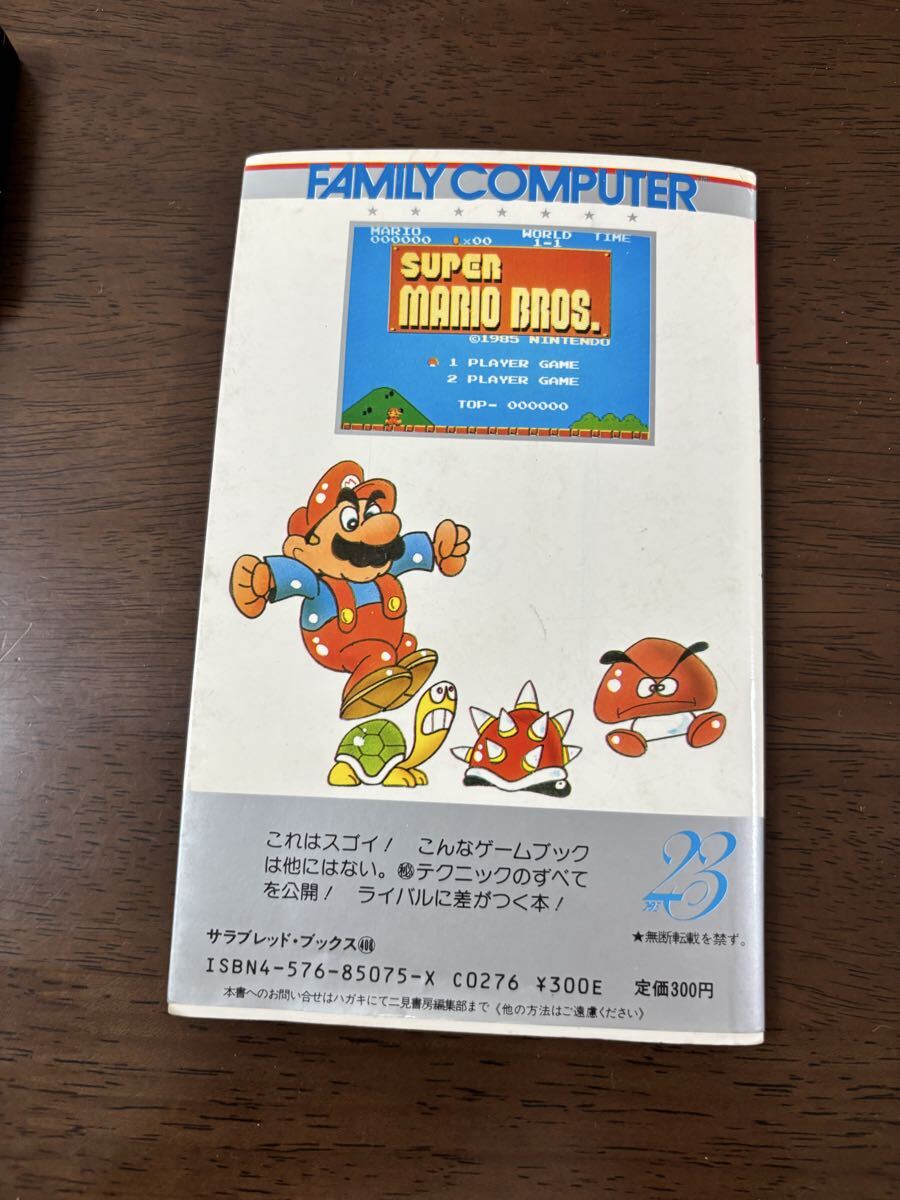 FAMILY COMPUTER™
★ ★ ★ ★ ★ ★ ★
MARIO WORLD TIME
000000 ×00 1-1
SUPER
MARIO BROS.
©1985 NINTENDO
1 PLAYER GAME
2 PLAYER GAME
TOP- 000000
M
これはスゴイ! こんなゲームブック
は他にはない。㊙テクニックのすべて
を公開! ライバルに差がつく本!
23
★無断転載を禁ず。
サラブレッド・ブックス408
ISBN4-576-85075-X C0276 ¥300E 定価300円
本書へのお問い合せはハガキにて二見書房編集部まで《他の方法はご遠慮ください》